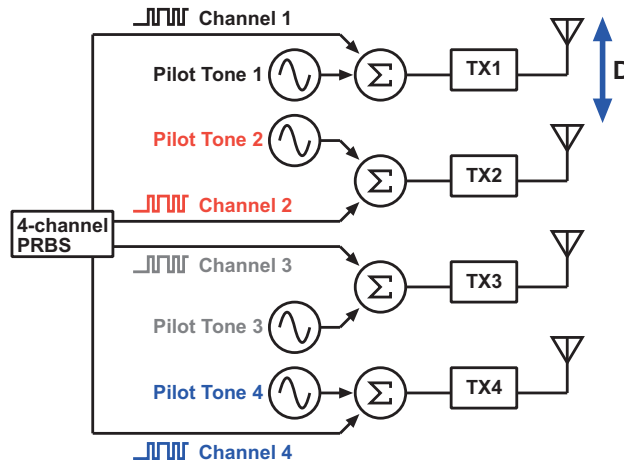 Channel 1
Pilot Tone 1
Σ
TX1
D
Pilot Tone 2
Σ
TX2
Channel 2
4-channel
PRBS
Channel 3
Σ
TX3
Pilot Tone 3
Pilot Tone 4
Σ
TX4
Channel 4